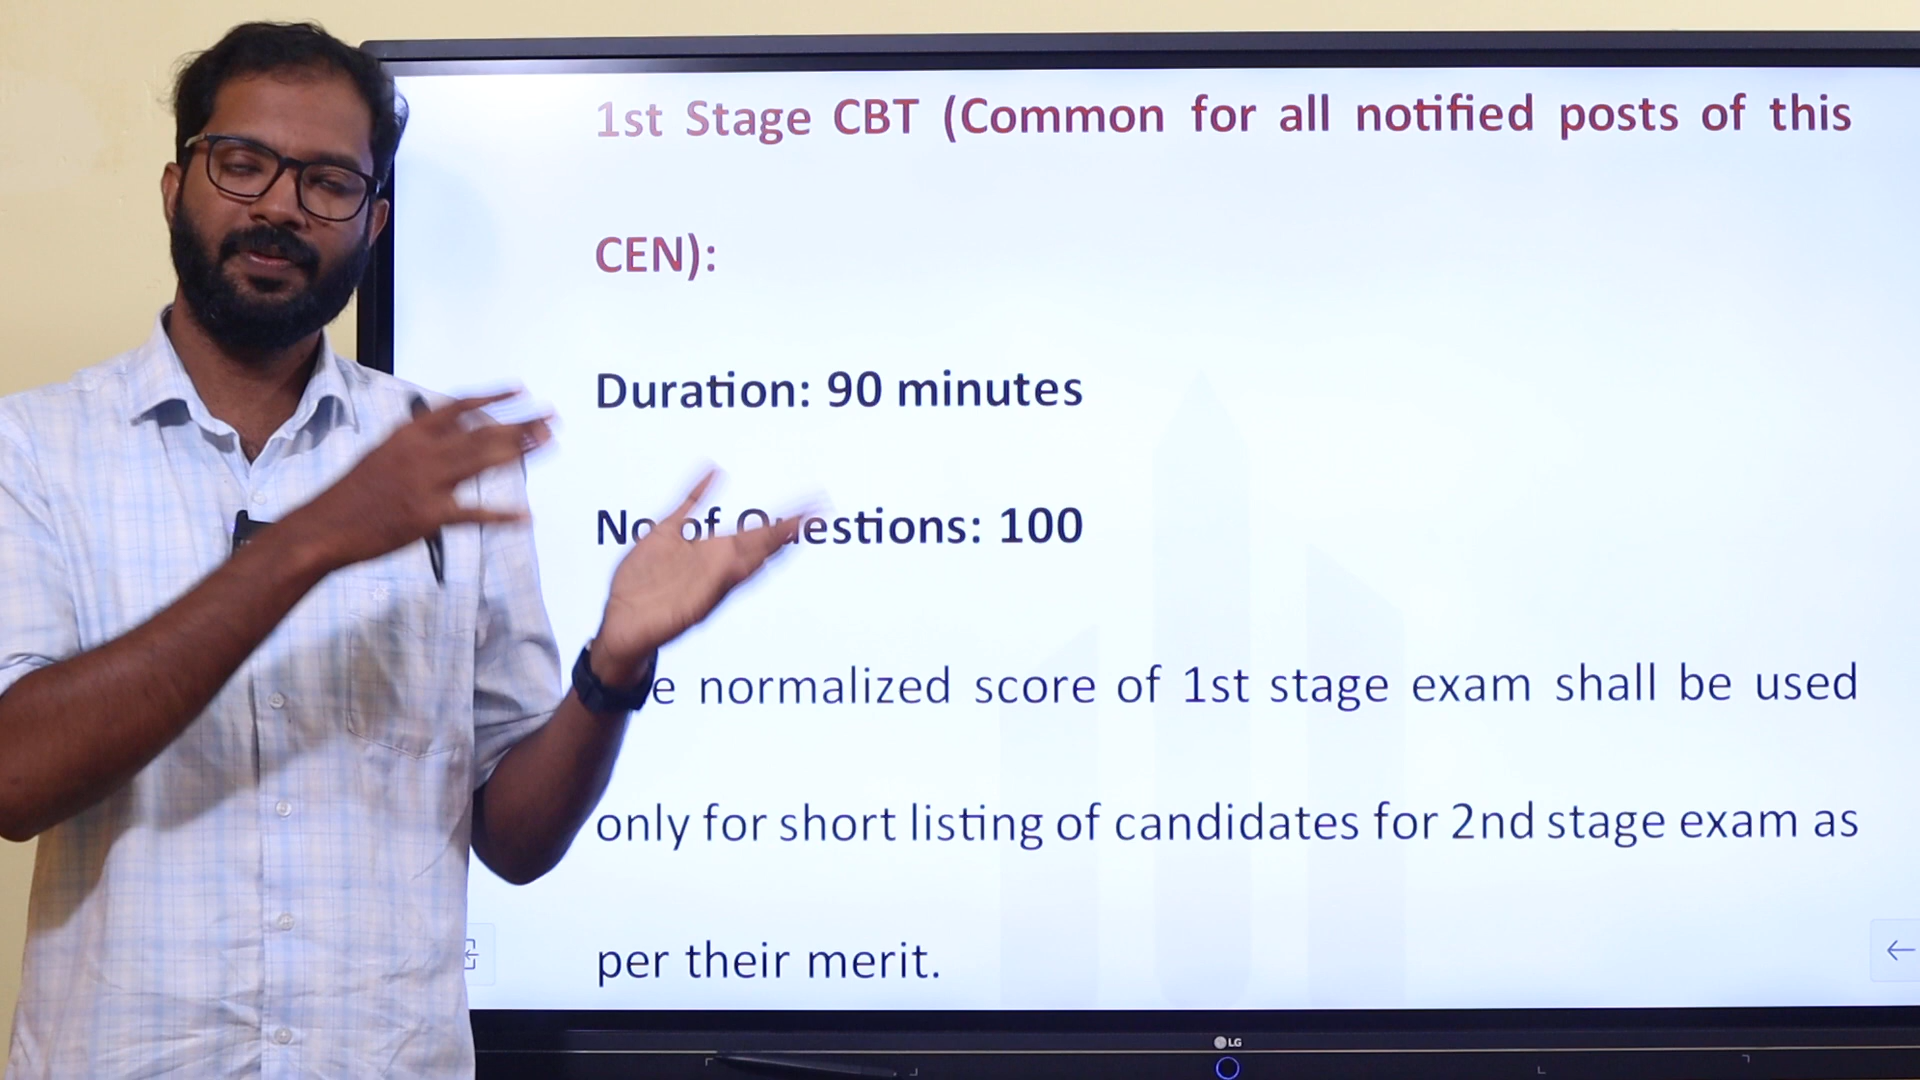 1st Stage CBT (Common for all notified posts of this
CEN):
Duration: 90 minutes
No of Questions: 100
normalized score of 1st stage exam shall be used
only for short listing of candidates for 2nd stage exam as
per their merit.
LG